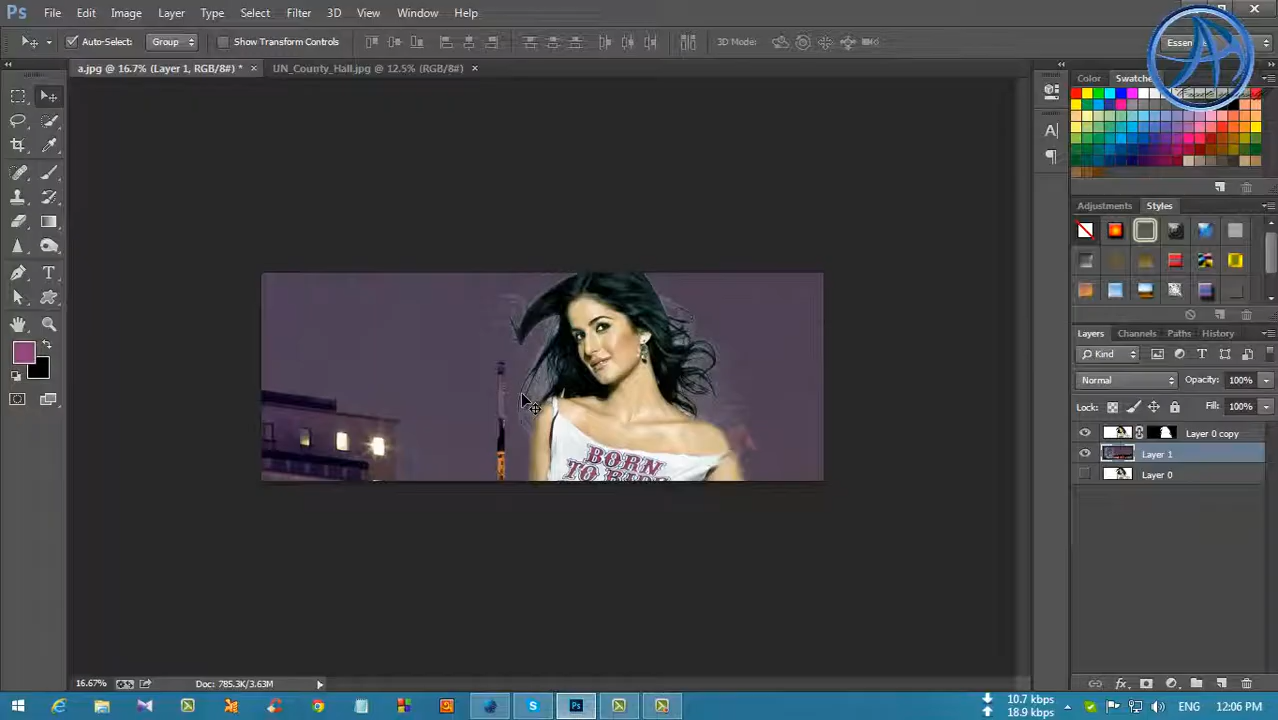 Ps File Edit Image Layer Type Select Filter 3D View Window Help
Auto-Select: Group Show Transform Controls 3D Mode:
a.jpg @ 16.7% (Layer 1, RGB/8#) * × UN_County_Hall.jpg @ 12.5% (RGB/8#) ×
Color Swatches
Adjustments Styles
BORN
Layers Channels Paths History
Kind
Normal Opacity: 100%
Lock: Fill: 100%
Layer 0 copy
Layer 1
Layer 0
16.67% Doc: 785.3K/3.63M
10.7 kbps
18.9 kbps
ENG 12:06 PM